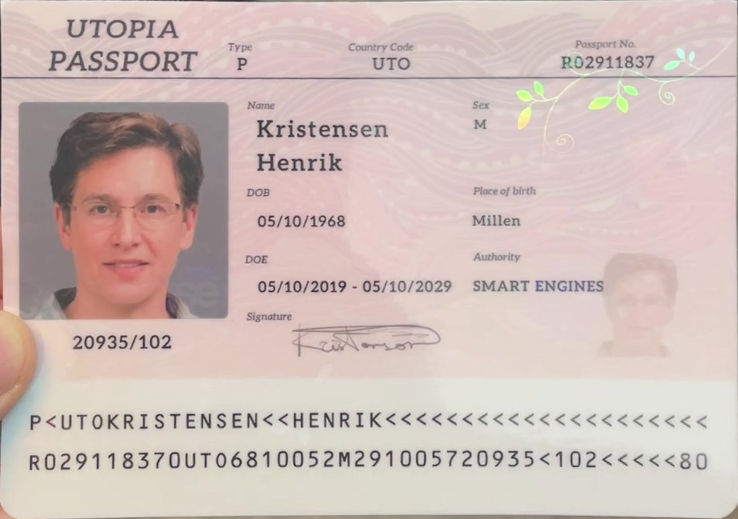 UTOPIA
PASSPORT
Type
P
Country Code
UTO
Passport No.
R02911837
Name
Kristensen
Henrik
Sex
M
DOB
05/10/1968
Place of birth
Millen
DOE
05/10/2019 - 05/10/2029
Authority
SMART ENGINES
Signature
20935/102
P<UTOKRISTENSEN<<HENRIK<<<<<<<<<<<<<<<<<<<<<
R029118370UTO6810052M291005720935<102<<<<<80